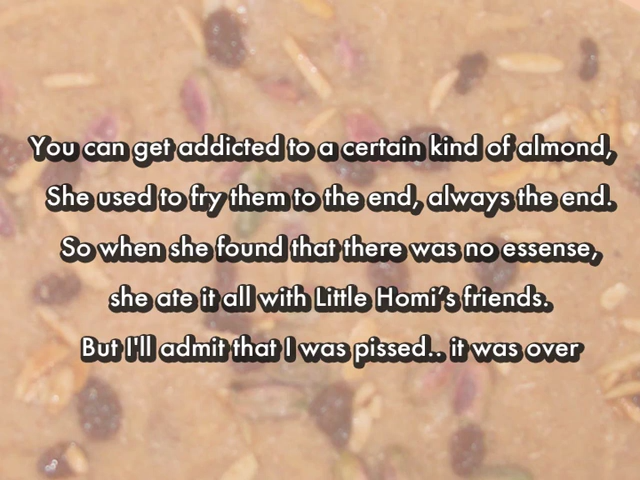 You can get addicted to a certain kind of almond,
She used to fry them to the end, always the end.
So when she found that there was no essense,
she ate it all with Little Homi’s friends.
But I'll admit that I was pissed.. it was over